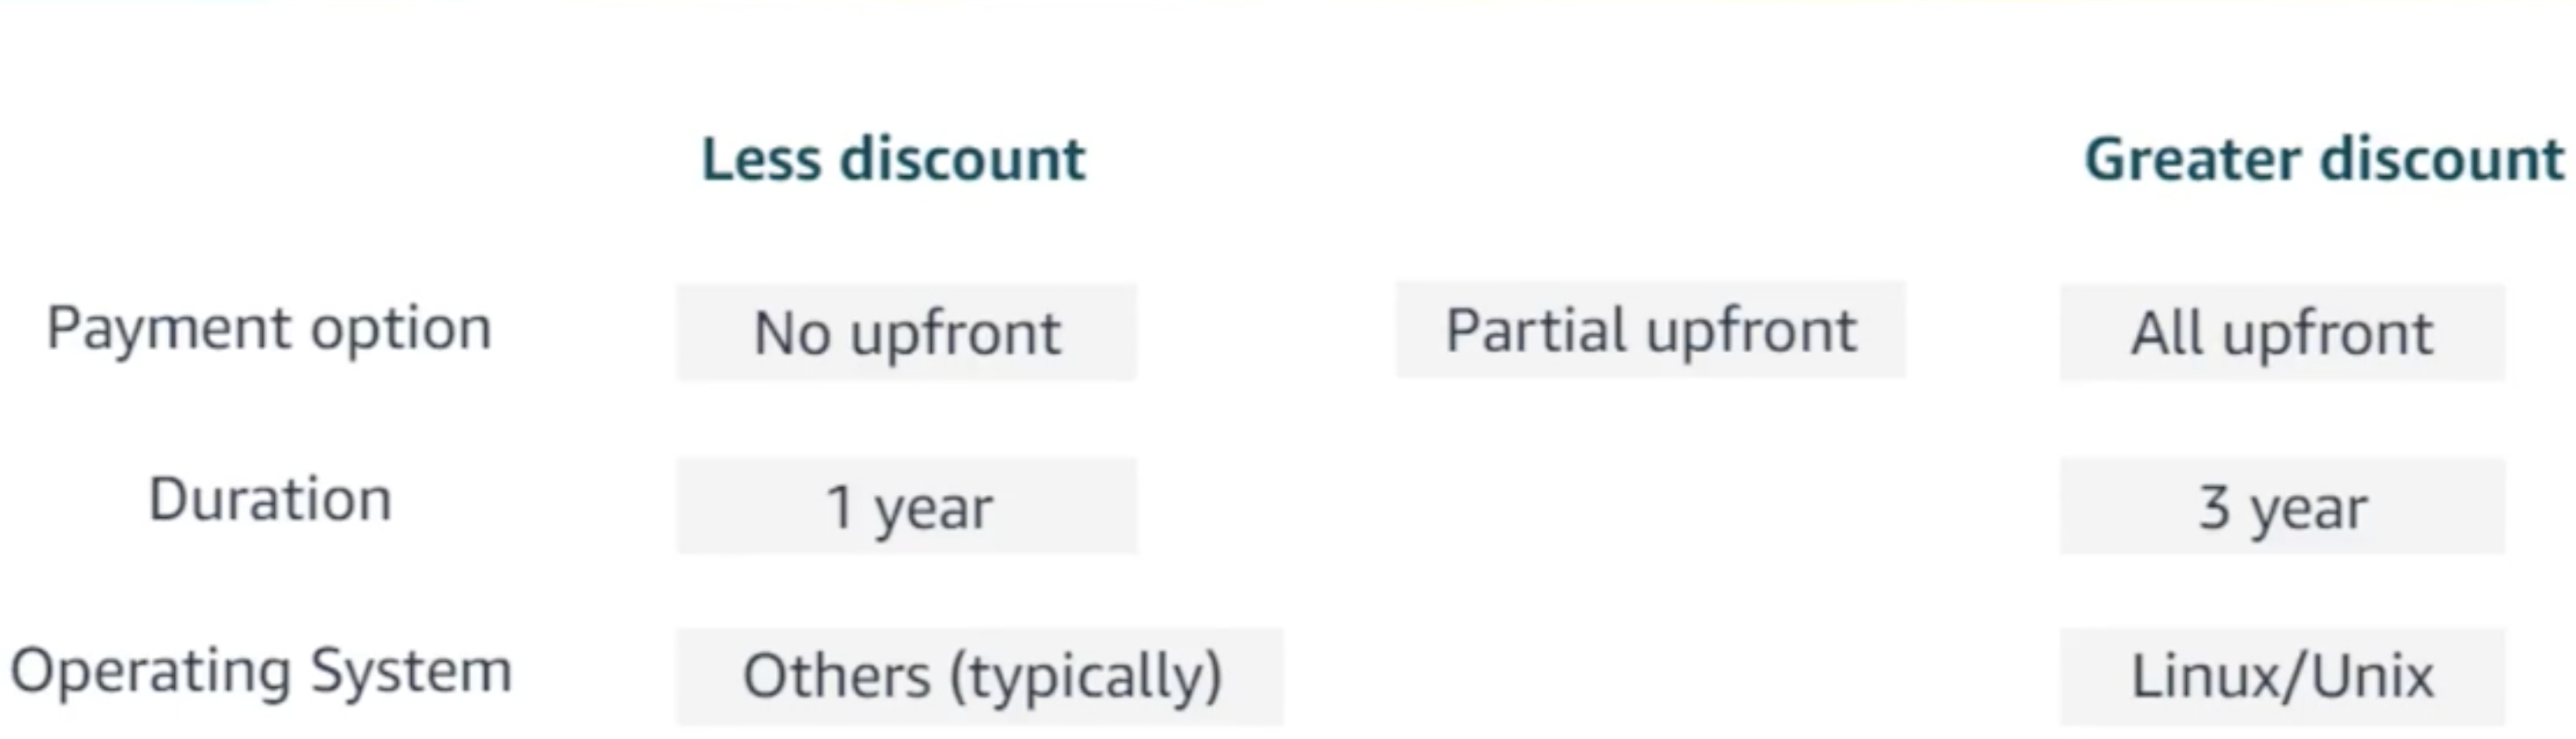 Less discount Greater discount
Payment option No upfront Partial upfront All upfront
Duration 1 year 3 year
Operating System Others (typically) Linux/Unix